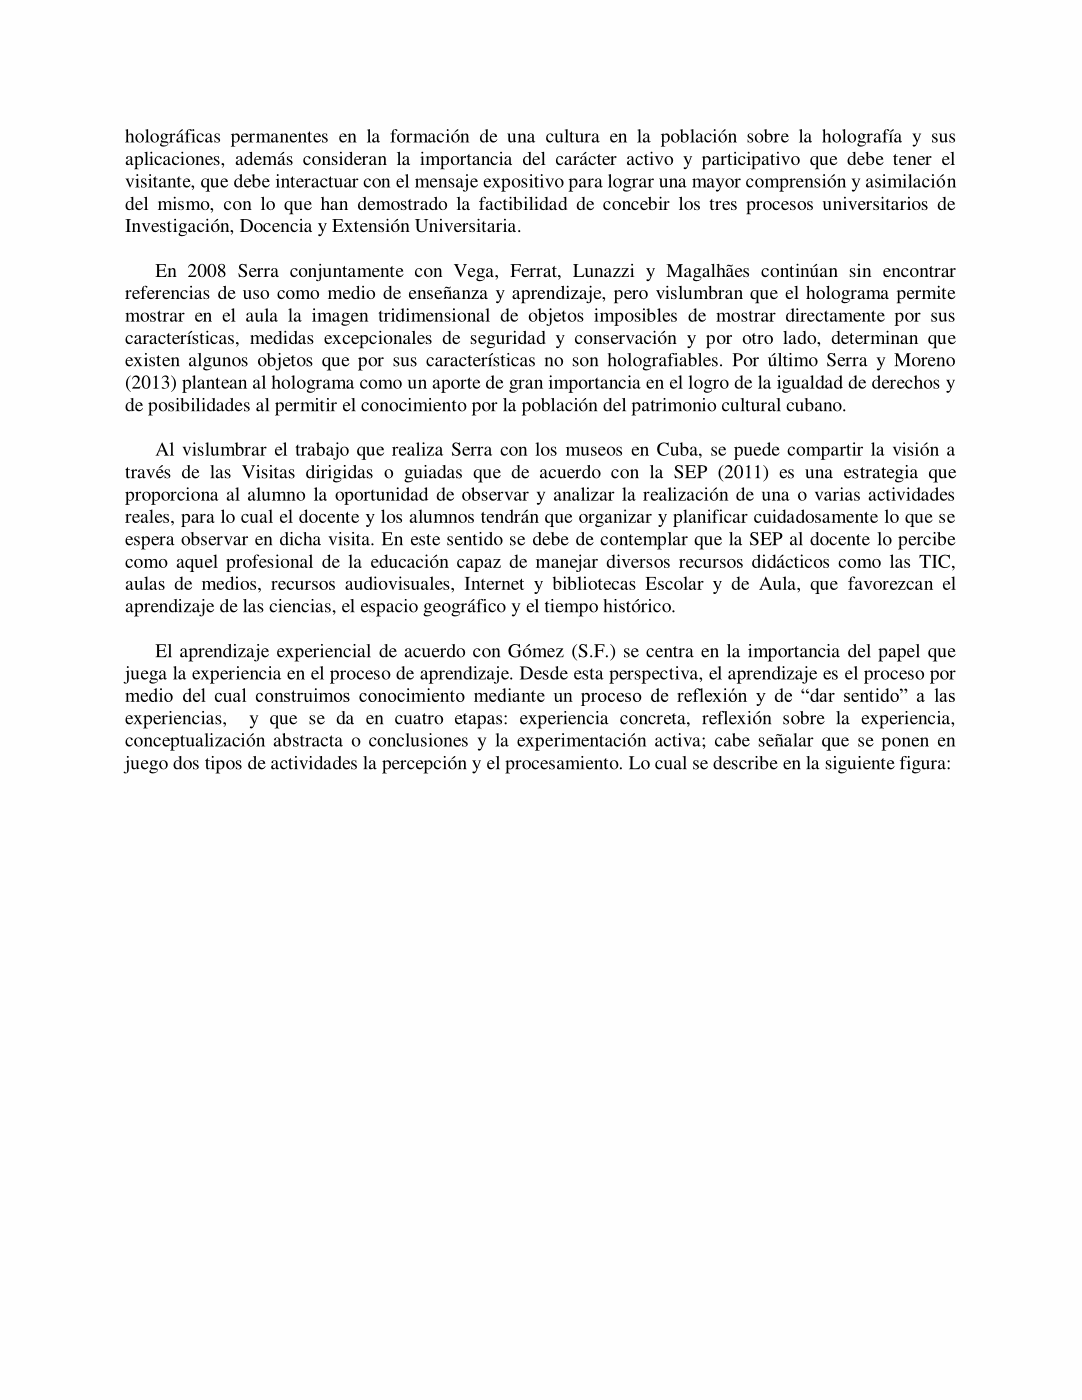 holográficas permanentes en la formación de una cultura en la población sobre la holografía y sus
aplicaciones, además consideran la importancia del carácter activo y participativo que debe tener el
visitante, que debe interactuar con el mensaje expositivo para lograr una mayor comprensión y asimilación
del mismo, con lo que han demostrado la factibilidad de concebir los tres procesos universitarios de
Investigación, Docencia y Extensión Universitaria.
En 2008 Serra conjuntamente con Vega, Ferrat, Lunazzi y Magalhães continúan sin encontrar
referencias de uso como medio de enseñanza y aprendizaje, pero vislumbran que el holograma permite
mostrar en el aula la imagen tridimensional de objetos imposibles de mostrar directamente por sus
características, medidas excepcionales de seguridad y conservación y por otro lado, determinan que
existen algunos objetos que por sus características no son holografiables. Por último Serra y Moreno
(2013) plantean al holograma como un aporte de gran importancia en el logro de la igualdad de derechos y
de posibilidades al permitir el conocimiento por la población del patrimonio cultural cubano.
Al vislumbrar el trabajo que realiza Serra con los museos en Cuba, se puede compartir la visión a
través de las Visitas dirigidas o guiadas que de acuerdo con la SEP (2011) es una estrategia que
proporciona al alumno la oportunidad de observar y analizar la realización de una o varias actividades
reales, para lo cual el docente y los alumnos tendrán que organizar y planificar cuidadosamente lo que se
espera observar en dicha visita. En este sentido se debe de contemplar que la SEP al docente lo percibe
como aquel profesional de la educación capaz de manejar diversos recursos didácticos como las TIC,
aulas de medios, recursos audiovisuales, Internet y bibliotecas Escolar y de Aula, que favorezcan el
aprendizaje de las ciencias, el espacio geográfico y el tiempo histórico.
El aprendizaje experiencial de acuerdo con Gómez (S.F.) se centra en la importancia del papel que
juega la experiencia en el proceso de aprendizaje. Desde esta perspectiva, el aprendizaje es el proceso por
medio del cual construimos conocimiento mediante un proceso de reflexión y de “dar sentido” a las
experiencias, y que se da en cuatro etapas: experiencia concreta, reflexión sobre la experiencia,
conceptualización abstracta o conclusiones y la experimentación activa; cabe señalar que se ponen en
juego dos tipos de actividades la percepción y el procesamiento. Lo cual se describe en la siguiente figura: